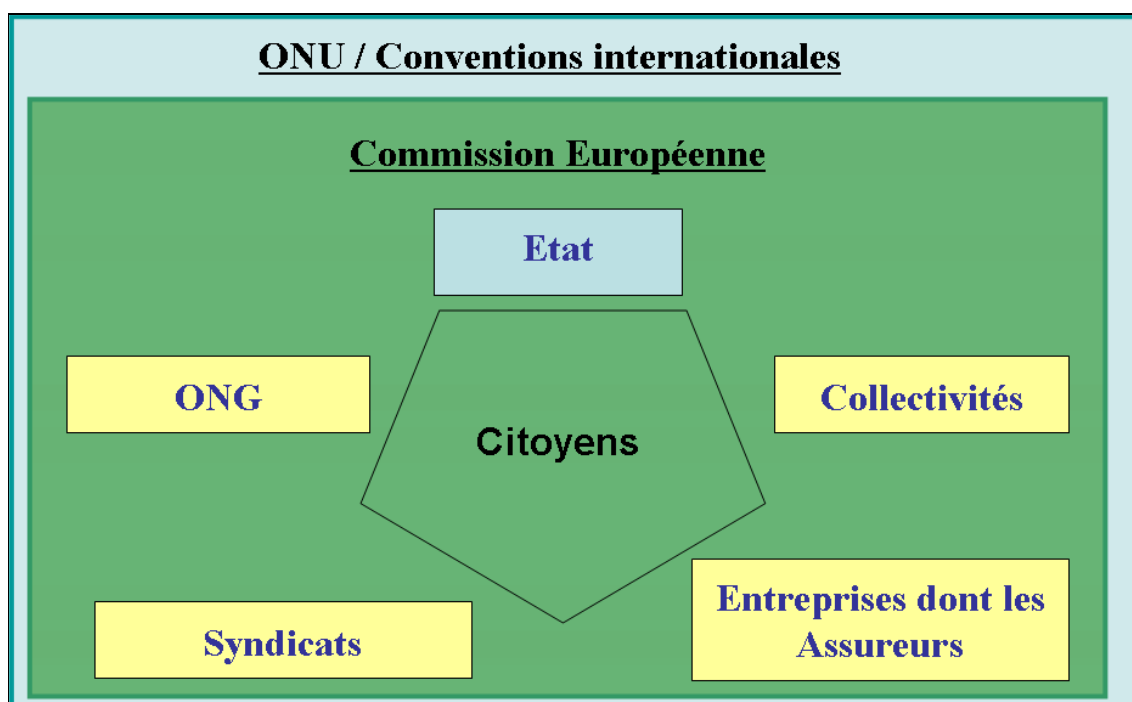 ONU / Conventions internationales
Commission Européenne
Etat
ONG
Collectivités
Citoyens
Entreprises dont les
Assureurs
Syndicats